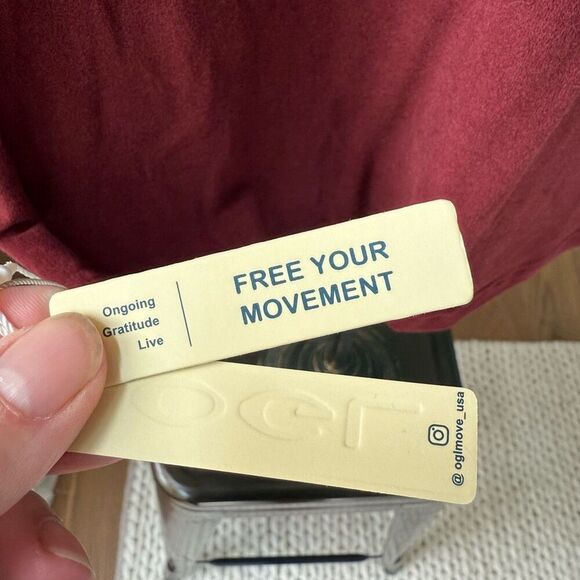 Ongoing
Gratitude
Live
FREE YOUR
MOVEMENT
OGL
@ oglmove_usa